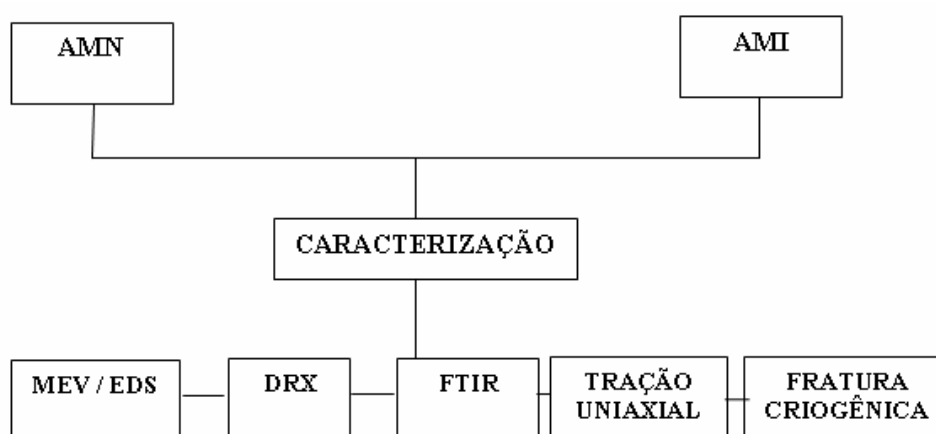 AMN
AMI
CARACTERIZAÇÃO
MEV / EDS
DRX
FTIR
TRAÇÃO
UNIAXIAL
FRATURA
CRIOGÊNICA